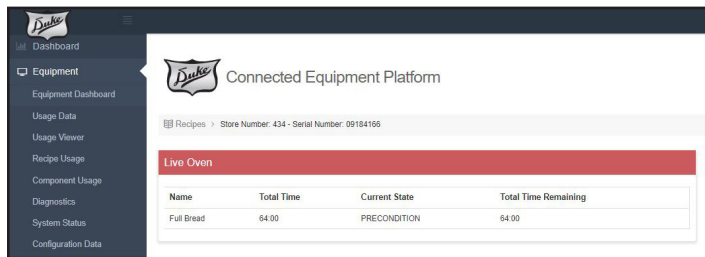 Duke
Dashboard
Equipment
Equipment Dashboard
Usage Data
Usage Viewer
Recipe Usage
Component Usage
Diagnostics
System Status
Configuration Data
Duke Connected Equipment Platform
Recipes > Store Number: 434 - Serial Number: 09184166
Live Oven
Name Total Time Current State Total Time Remaining
Full Bread 64:00 PRECONDITION 64:00